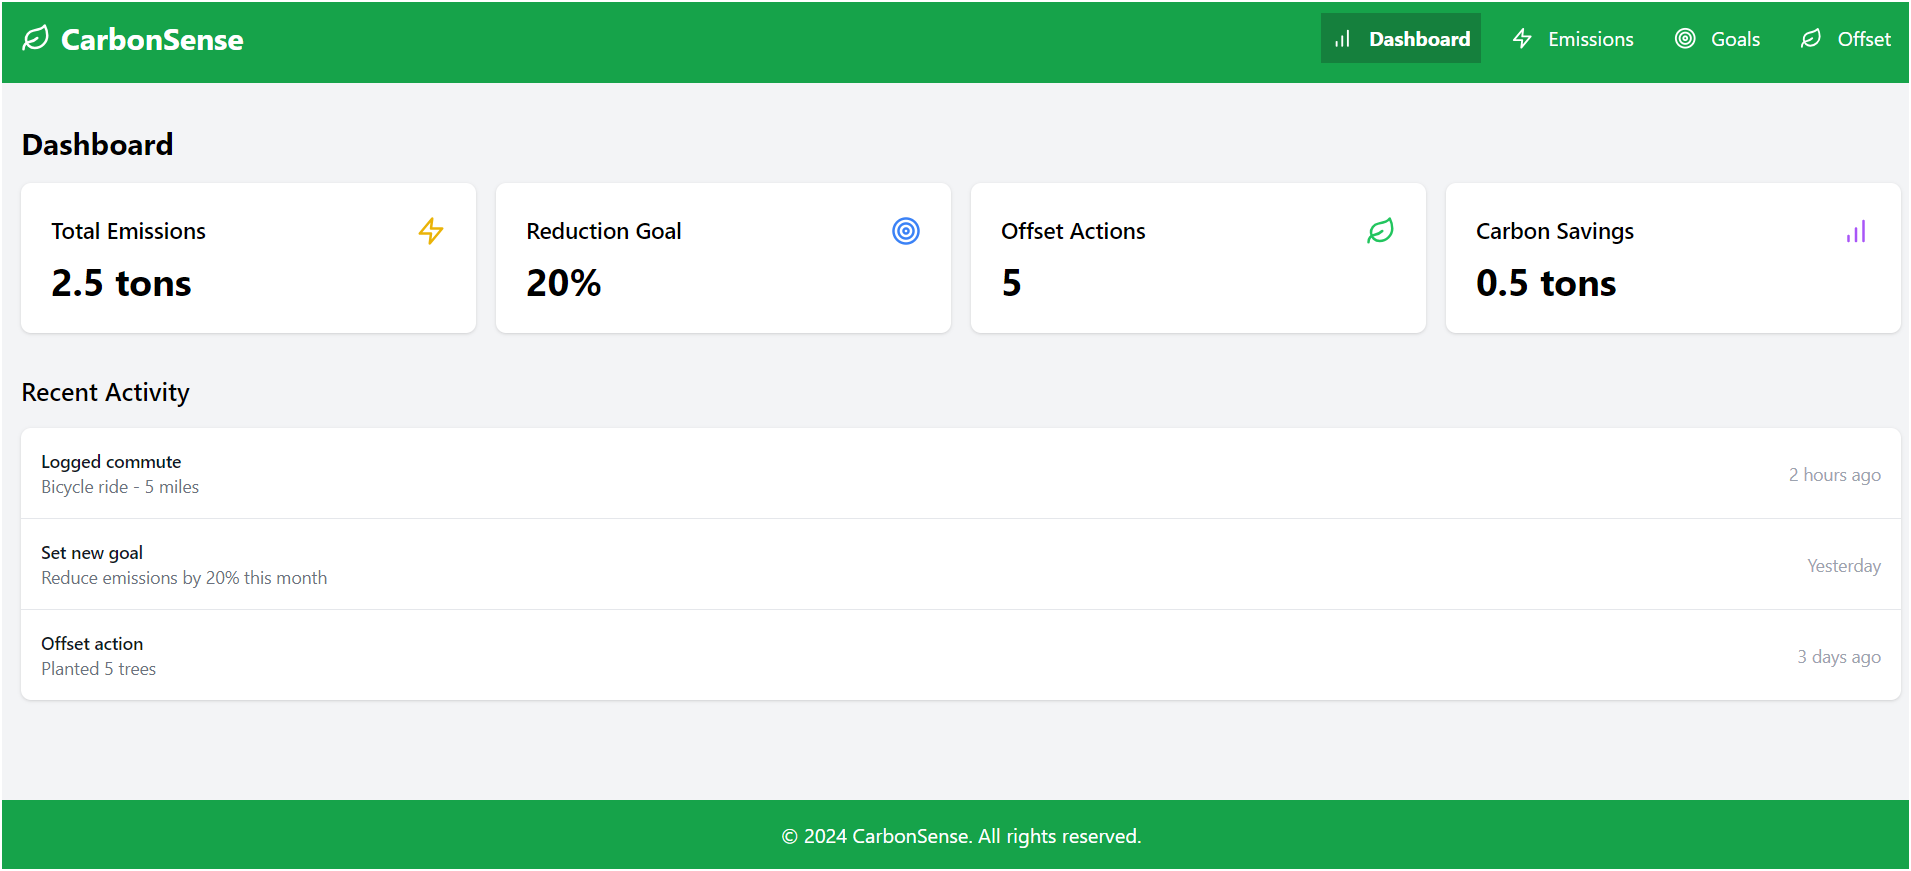 CarbonSense
Dashboard
Emissions
Goals
Offset
Dashboard
Total Emissions
2.5 tons
Reduction Goal
20%
Offset Actions
5
Carbon Savings
0.5 tons
Recent Activity
Logged commute
Bicycle ride - 5 miles
2 hours ago
Set new goal
Reduce emissions by 20% this month
Yesterday
Offset action
Planted 5 trees
3 days ago
© 2024 CarbonSense. All rights reserved.